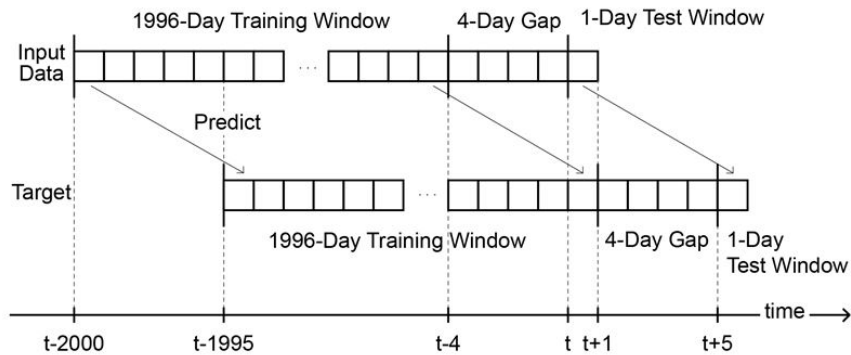 1996-Day Training Window
4-Day Gap
1-Day Test Window
Input
Data
...
Predict
Target
...
1996-Day Training Window
4-Day Gap
1-Day
Test Window
time
t-2000
t-1995
t-4
t
t+1
t+5